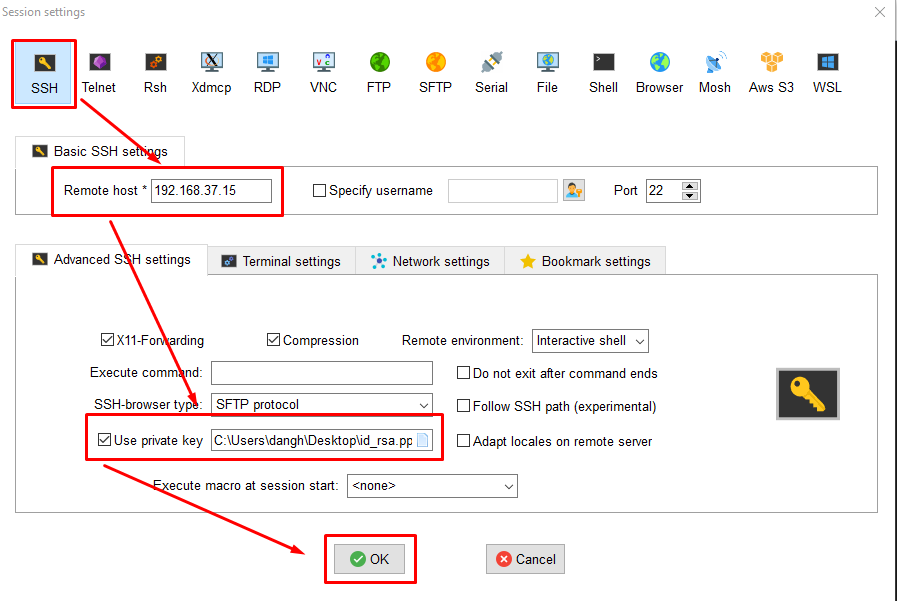 Session settings
SSH Telnet Rsh Xdmcp RDP VNC FTP SFTP Serial File Shell Browser Mosh Aws S3 WSL
Basic SSH settings
Remote host * 192.168.37.15 Specify username Port 22
Advanced SSH settings Terminal settings Network settings Bookmark settings
X11-Forwarding Compression Remote environment: Interactive shell
Execute command: Do not exit after command ends
SSH-browser type: SFTP protocol Follow SSH path (experimental)
Use private key C:\Users\dangh\Desktop\id_rsa.pp Adapt locales on remote server
Execute macro at session start: <none>
OK Cancel